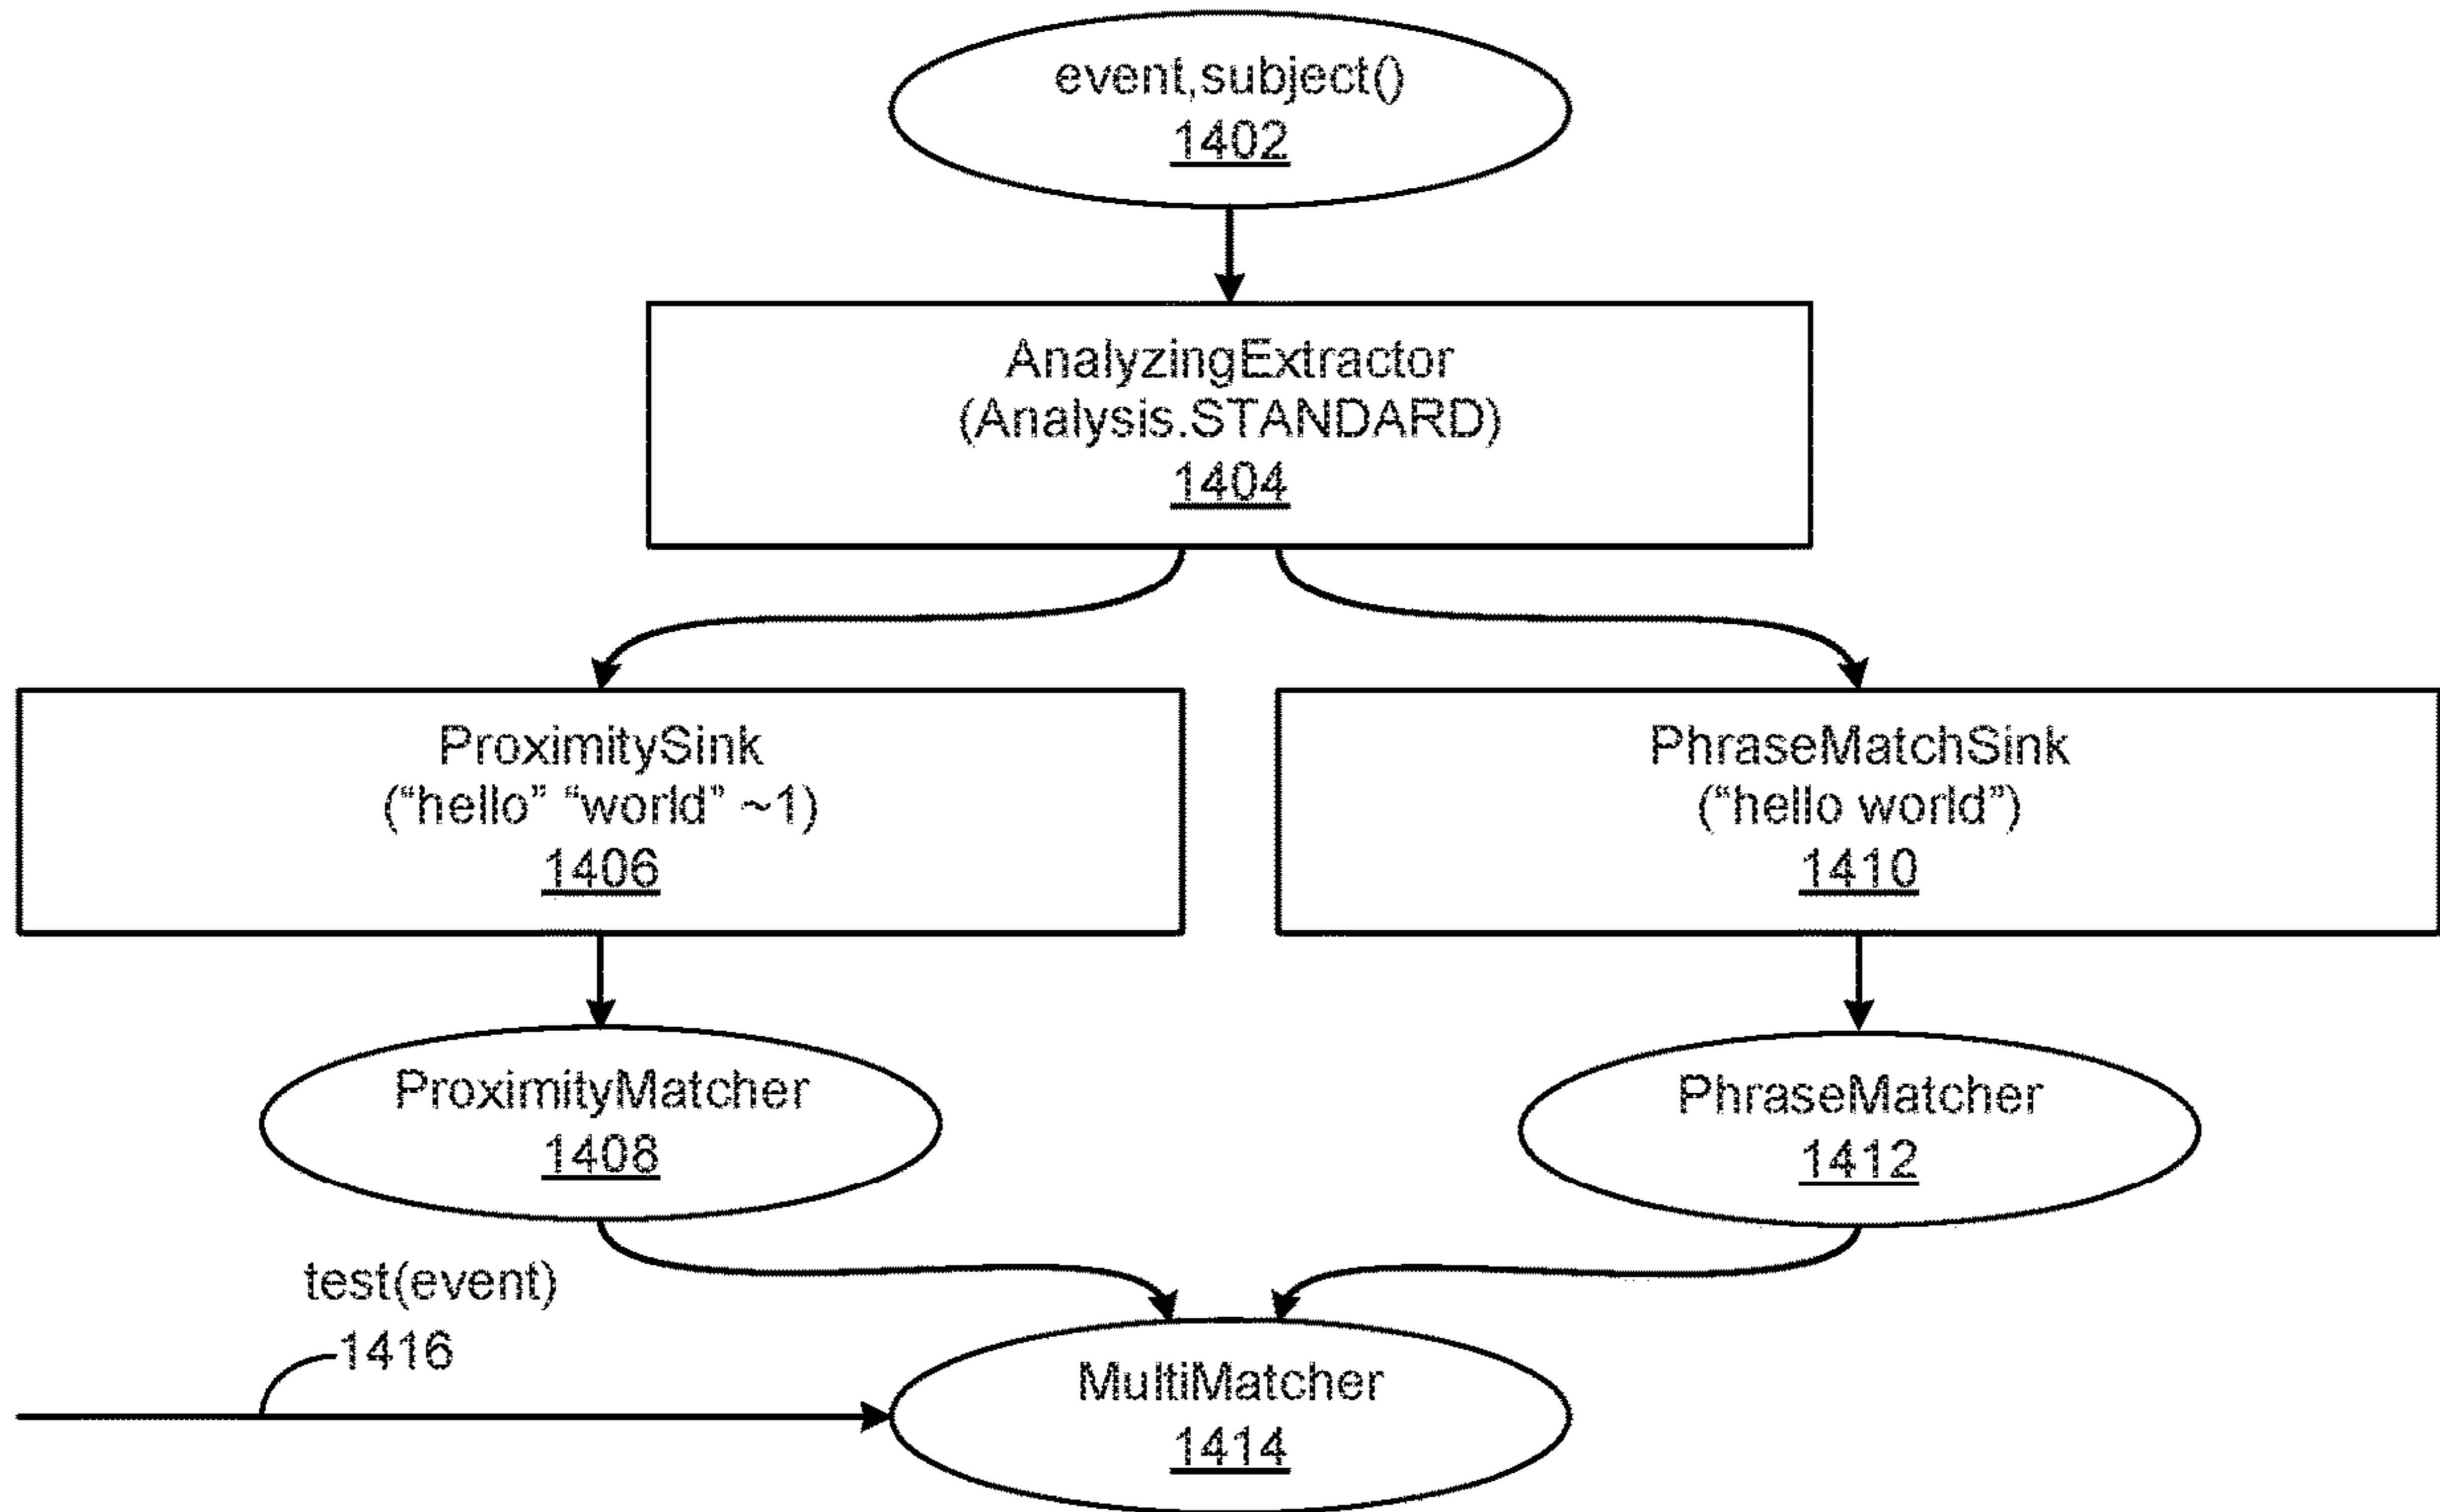 event,subject()
1402
AnalyzingExtractor
(Analysis.STANDARD)
1404
ProximitySink
(“hello” “world” ~1)
1406
PhraseMatchSink
(“hello world”)
1410
ProximityMatcher
1408
PhraseMatcher
1412
test(event)
1416
MultiMatcher
1414